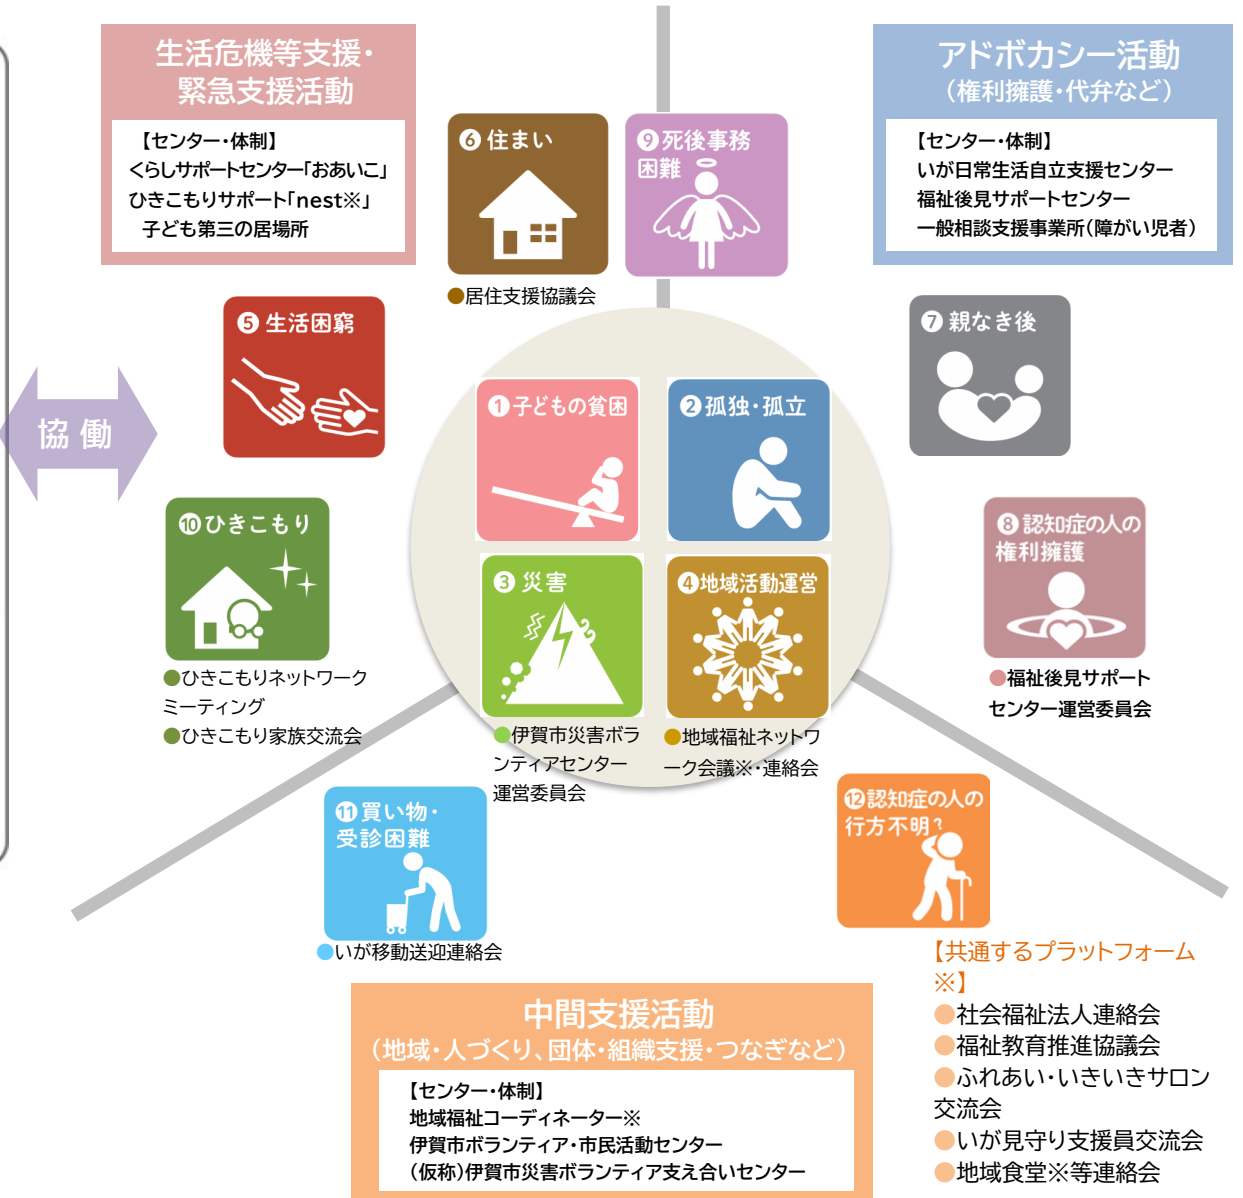 生活危機等支援・
緊急支援活動
【センター・体制】
くらしサポートセンター「おあいこ」
ひきこもりサポート「nest※」
子ども第三の居場所
アドボカシー活動
（権利擁護・代弁など）
【センター・体制】
いが日常生活自立支援センター
福祉後見サポートセンター
一般相談支援事業所（障がい児者）
❻住まい
●居住支援協議会
❾死後事務
困難
❺生活困窮
❼親なき後
協働
❶子どもの貧困
❷孤独・孤立
❿ひきこもり
●ひきこもりネットワーク
ミーティング
●ひきこもり家族交流会
❸災害
●伊賀市災害ボラ
ンティアセンター
運営委員会
❹地域活動運営
●地域福祉ネットワ
ーク会議※・連絡会
❽認知症の人の
権利擁護
●福祉後見サポート
センター運営委員会
⓫買い物・
受診困難
●いが移動送迎連絡会
⓬認知症の人の
行方不明?
中間支援活動
（地域・人づくり、団体・組織支援・つなぎなど）
【センター・体制】
地域福祉コーディネーター※
伊賀市ボランティア・市民活動センター
（仮称）伊賀市災害ボランティア支え合いセンター
【共通するプラットフォーム
※】
●社会福祉法人連絡会
●福祉教育推進協議会
●ふれあい・いきいきサロン
交流会
●いが見守り支援員交流会
●地域食堂※等連絡会